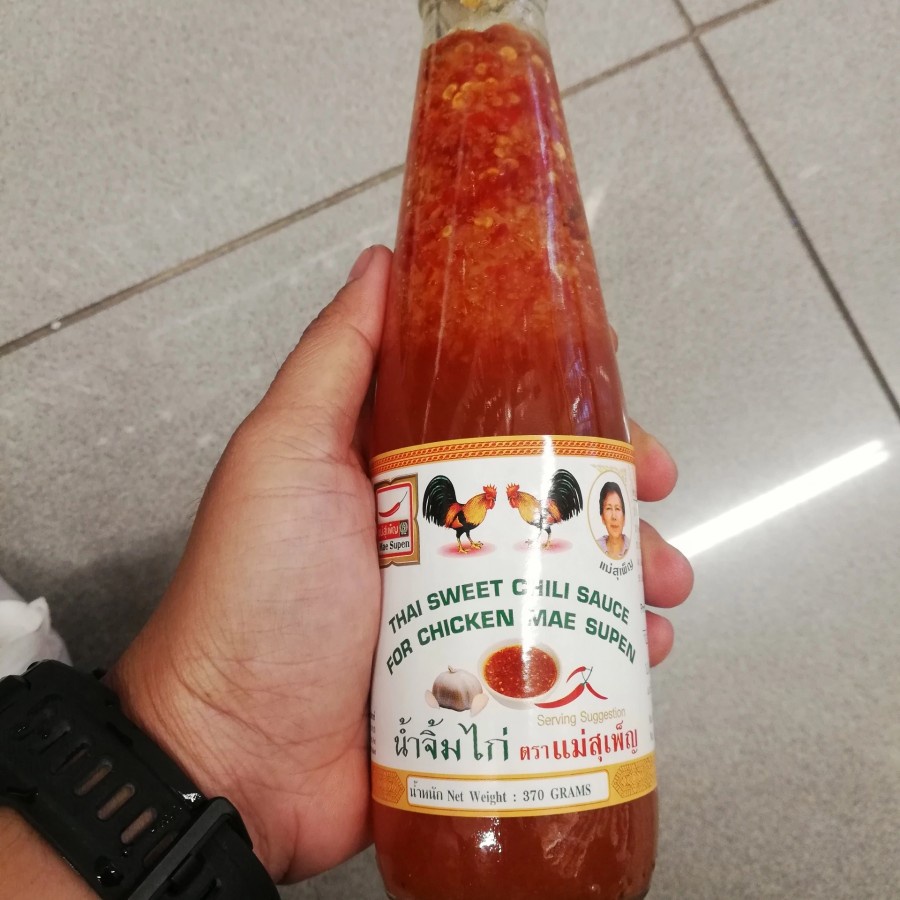 Mae Supen
แม่สุเพ็ญ
THAI SWEET CHILI SAUCE
FOR CHICKEN MAE SUPEN
Serving Suggestion
น้ำจิ้มไก่ ตราแม่สุเพ็ญ
น้ำหนัก Net Weight : 370 GRAMS